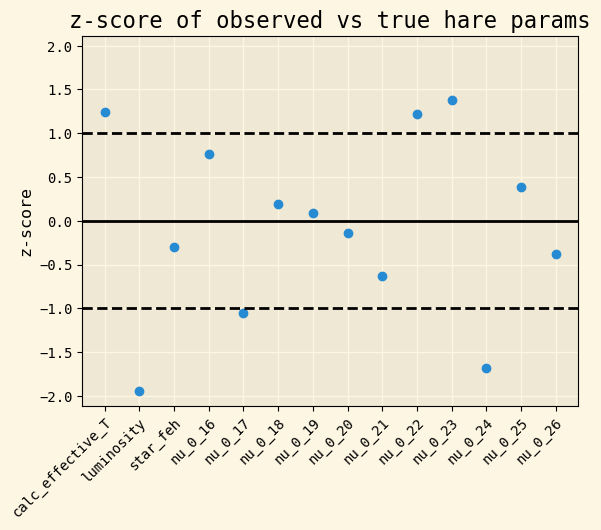 z-score of observed vs true hare params
z-score
2.0
1.5
1.0
0.5
0.0
−0.5
−1.0
−1.5
−2.0
calc_effective_T
luminosity
star_feh
nu_0_16
nu_0_17
nu_0_18
nu_0_19
nu_0_20
nu_0_21
nu_0_22
nu_0_23
nu_0_24
nu_0_25
nu_0_26